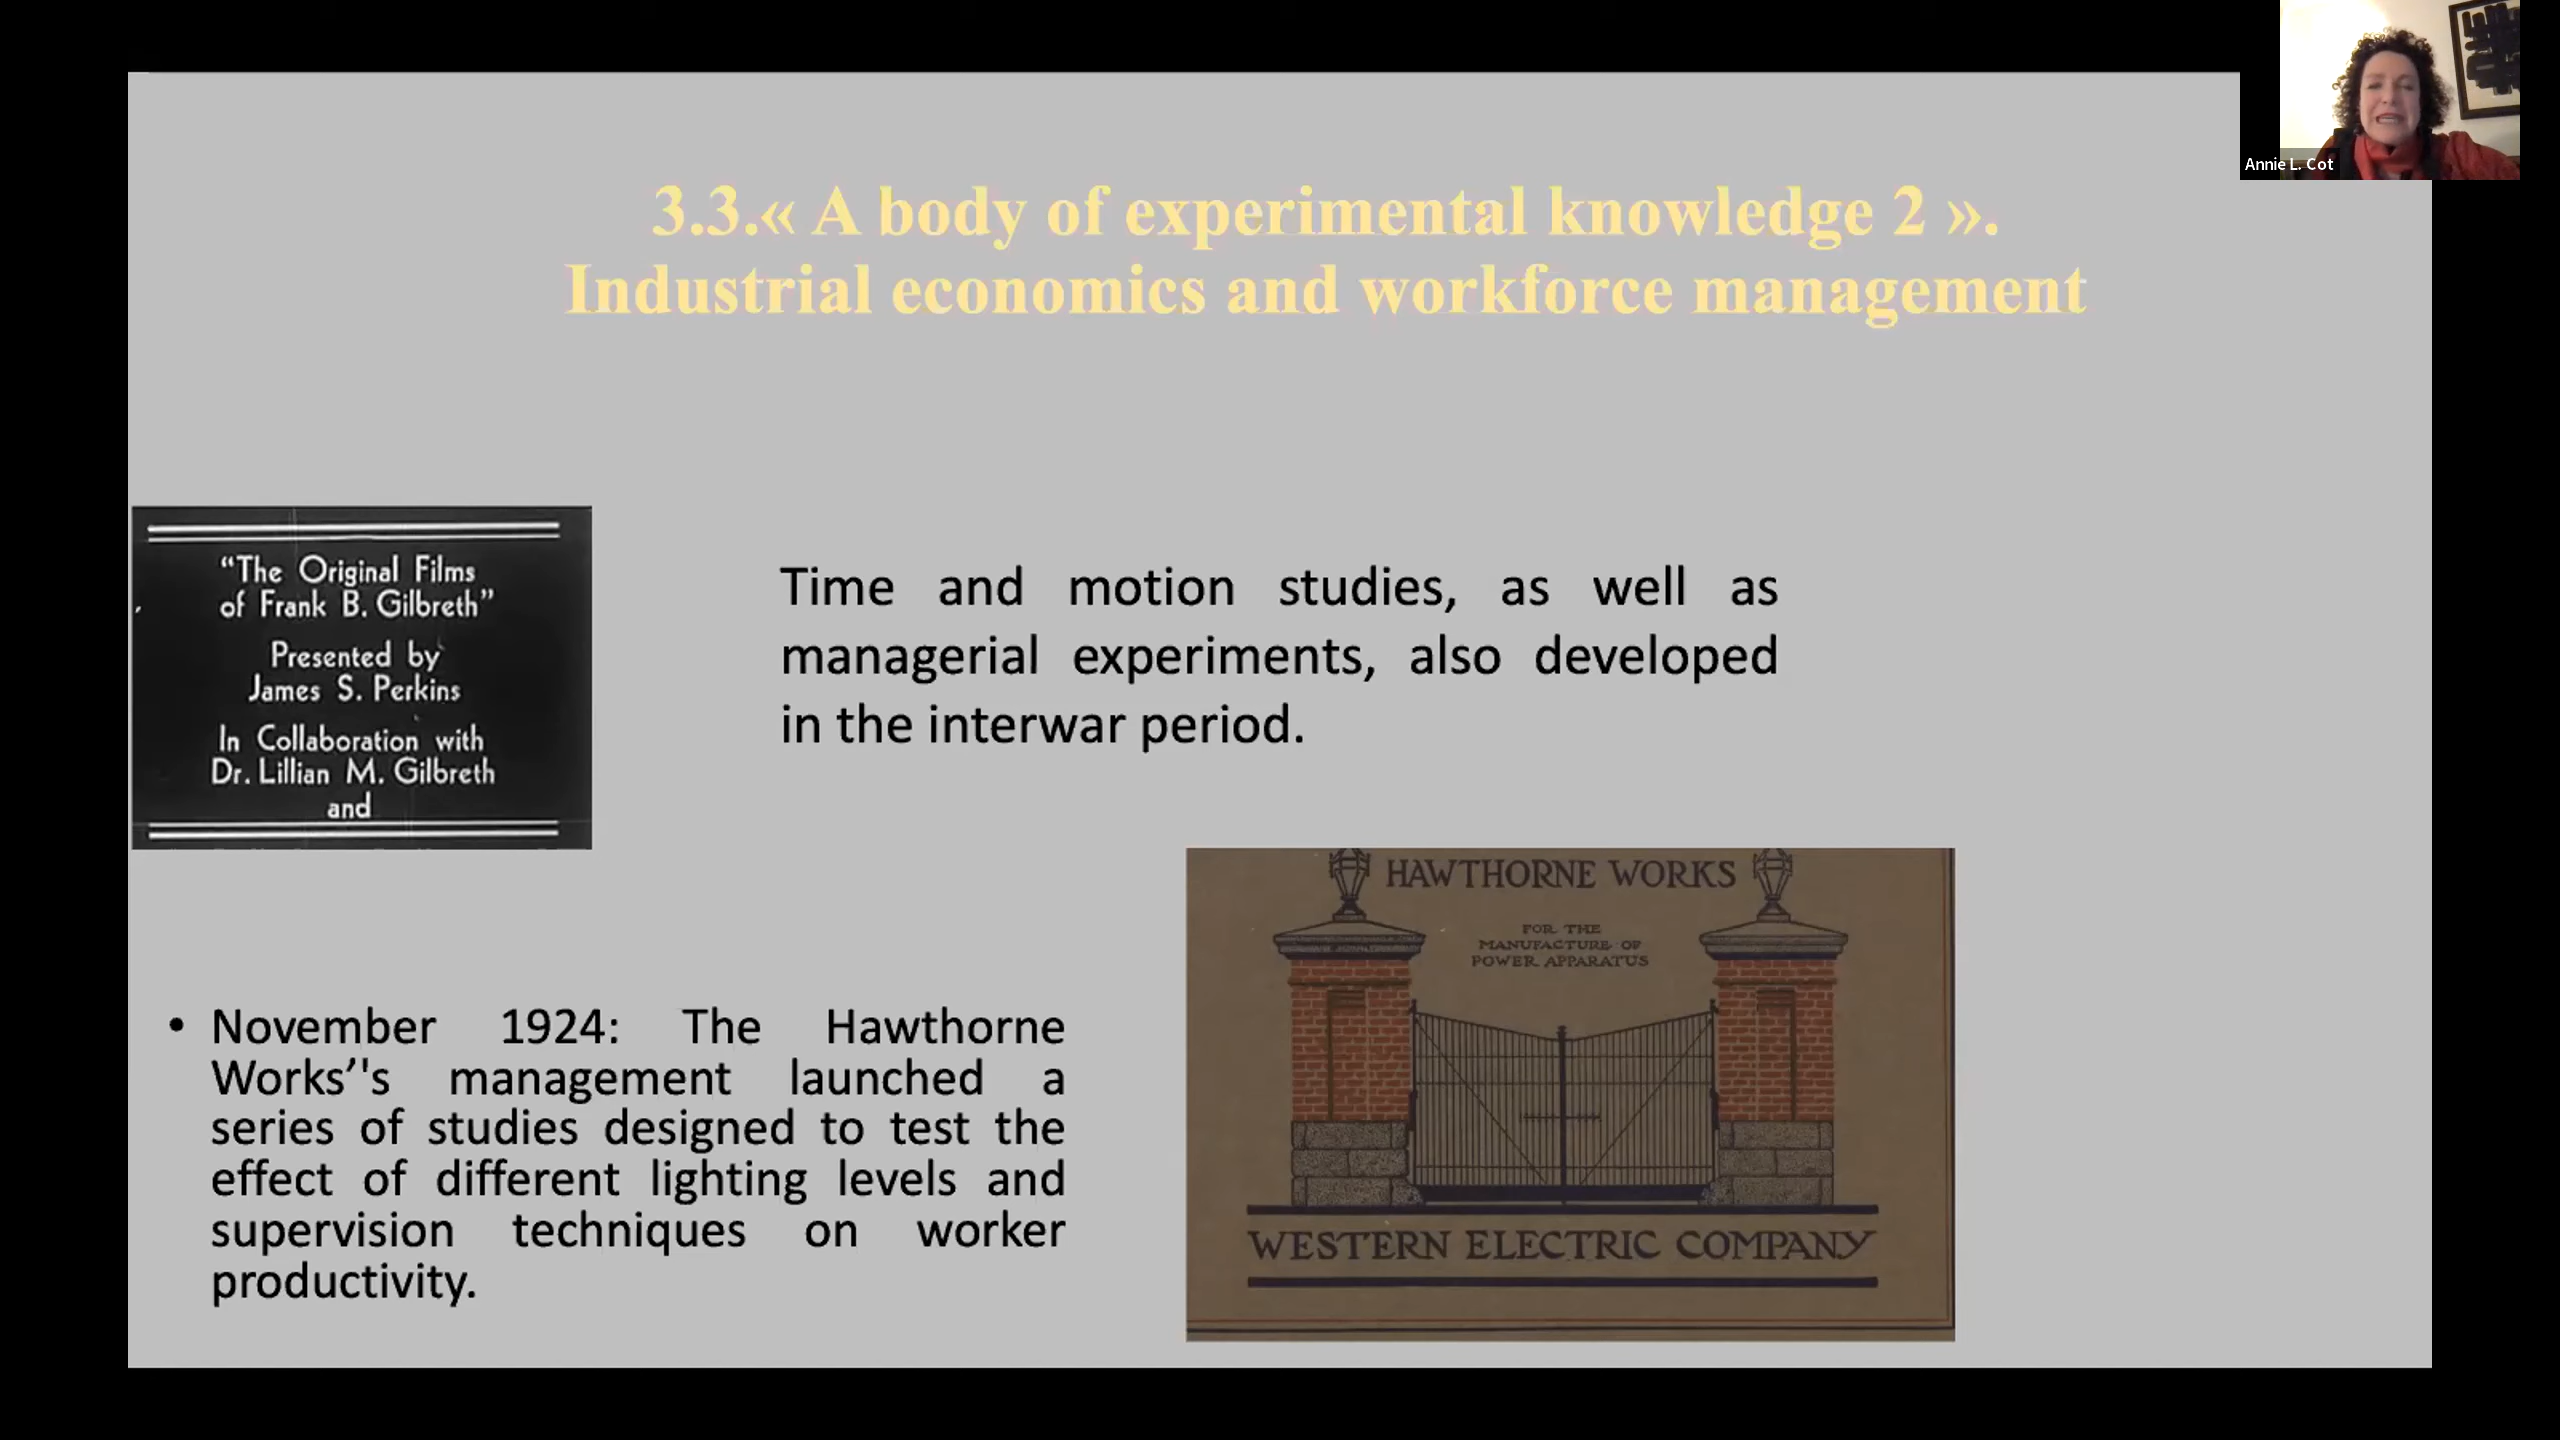 Annie L. Cot
3.3.« A body of experimental knowledge 2 ».
Industrial economics and workforce management
“The Original Films
of Frank B. Gilbreth”
Presented by
James S. Perkins
In Collaboration with
Dr. Lillian M. Gilbreth
and
Time and motion studies, as well as
managerial experiments, also developed
in the interwar period.
HAWTHORNE WORKS
FOR THE
MANUFACTURE OF
POWER APPARATUS
WESTERN ELECTRIC COMPANY
• November 1924: The Hawthorne
Works’'s management launched a
series of studies designed to test the
effect of different lighting levels and
supervision techniques on worker
productivity.